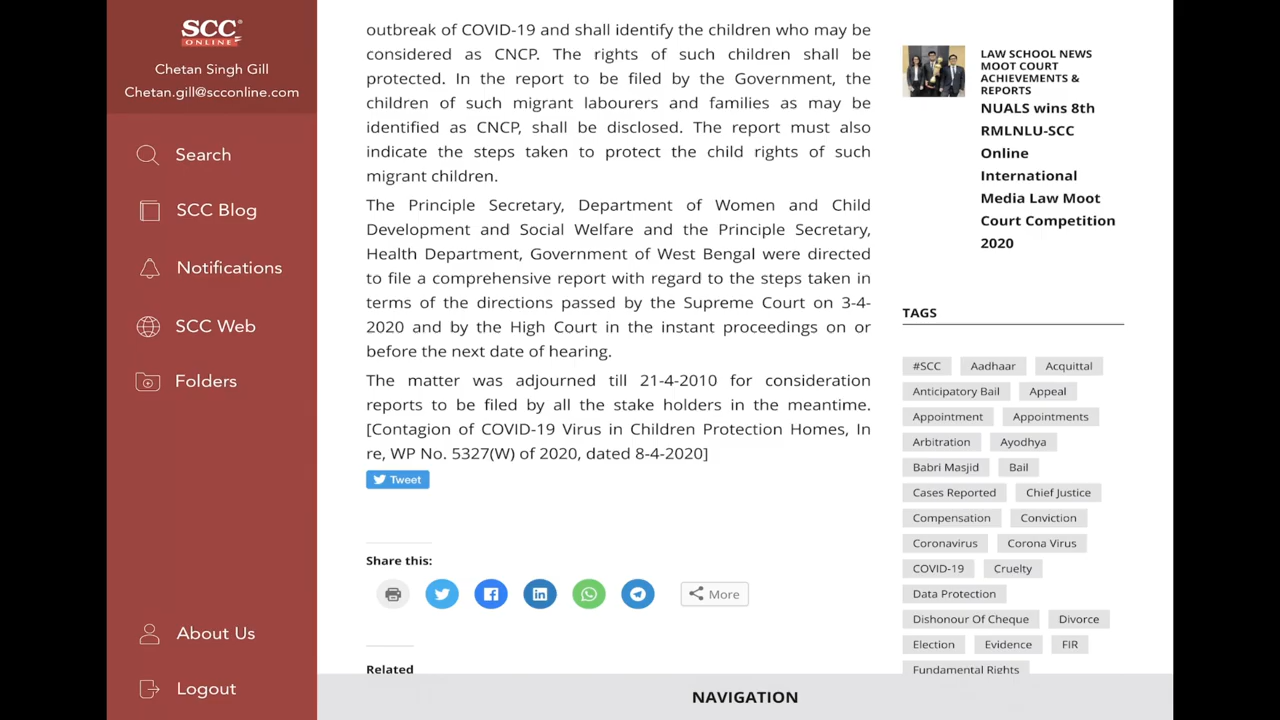 SCC®
ONLINE
Chetan Singh Gill
Chetan.gill@scconline.com
Search
SCC Blog
Notifications
SCC Web
Folders
About Us
Logout
outbreak of COVID-19 and shall identify the children who may be
considered as CNCP. The rights of such children shall be
protected. In the report to be filed by the Government, the
children of such migrant labourers and families as may be
identified as CNCP, shall be disclosed. The report must also
indicate the steps taken to protect the child rights of such
migrant children.
The Principle Secretary, Department of Women and Child
Development and Social Welfare and the Principle Secretary,
Health Department, Government of West Bengal were directed
to file a comprehensive report with regard to the steps taken in
terms of the directions passed by the Supreme Court on 3-4-
2020 and by the High Court in the instant proceedings on or
before the next date of hearing.
The matter was adjourned till 21-4-2010 for consideration
reports to be filed by all the stake holders in the meantime.
[Contagion of COVID-19 Virus in Children Protection Homes, In
re, WP No. 5327(W) of 2020, dated 8-4-2020]
Tweet
Share this:
More
Related
LAW SCHOOL NEWS
MOOT COURT
ACHIEVEMENTS &
REPORTS
NUALS wins 8th
RMLNLU-SCC
Online
International
Media Law Moot
Court Competition
2020
TAGS
#SCC Aadhaar Acquittal
Anticipatory Bail Appeal
Appointment Appointments
Arbitration Ayodhya
Babri Masjid Bail
Cases Reported Chief Justice
Compensation Conviction
Coronavirus Corona Virus
COVID-19 Cruelty
Data Protection
Dishonour Of Cheque Divorce
Election Evidence FIR
Fundamental Rights
NAVIGATION